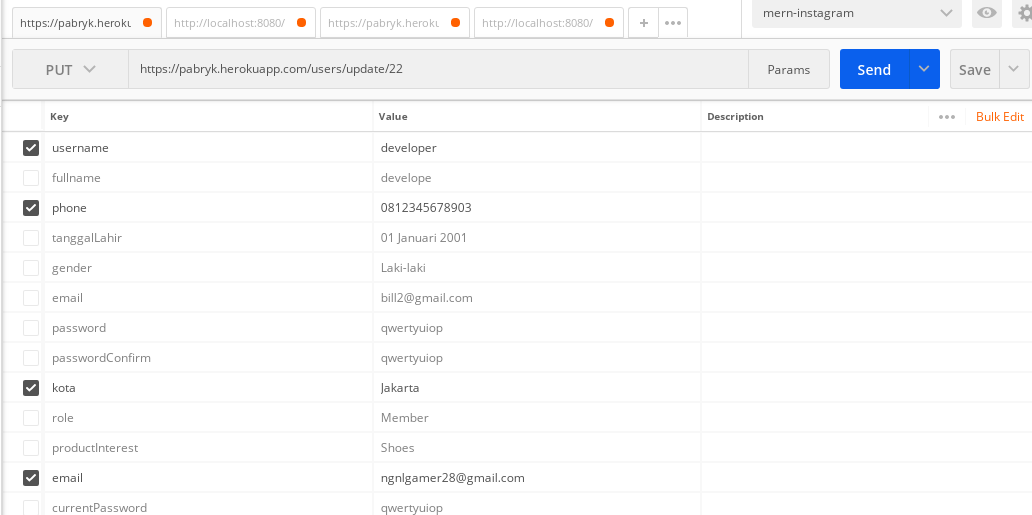 https://pabryk.heroku http://localhost:8080/ https://pabryk.heroku http://localhost:8080/ + ••• mern-instagram
PUT https://pabryk.herokuapp.com/users/update/22 Params Send Save
Key Value Description ••• Bulk Edit
username developer
fullname develope
phone 0812345678903
tanggalLahir 01 Januari 2001
gender Laki-laki
email bill2@gmail.com
password qwertyuiop
passwordConfirm qwertyuiop
kota Jakarta
role Member
productInterest Shoes
email ngnlgamer28@gmail.com
currentPassword qwertyuiop